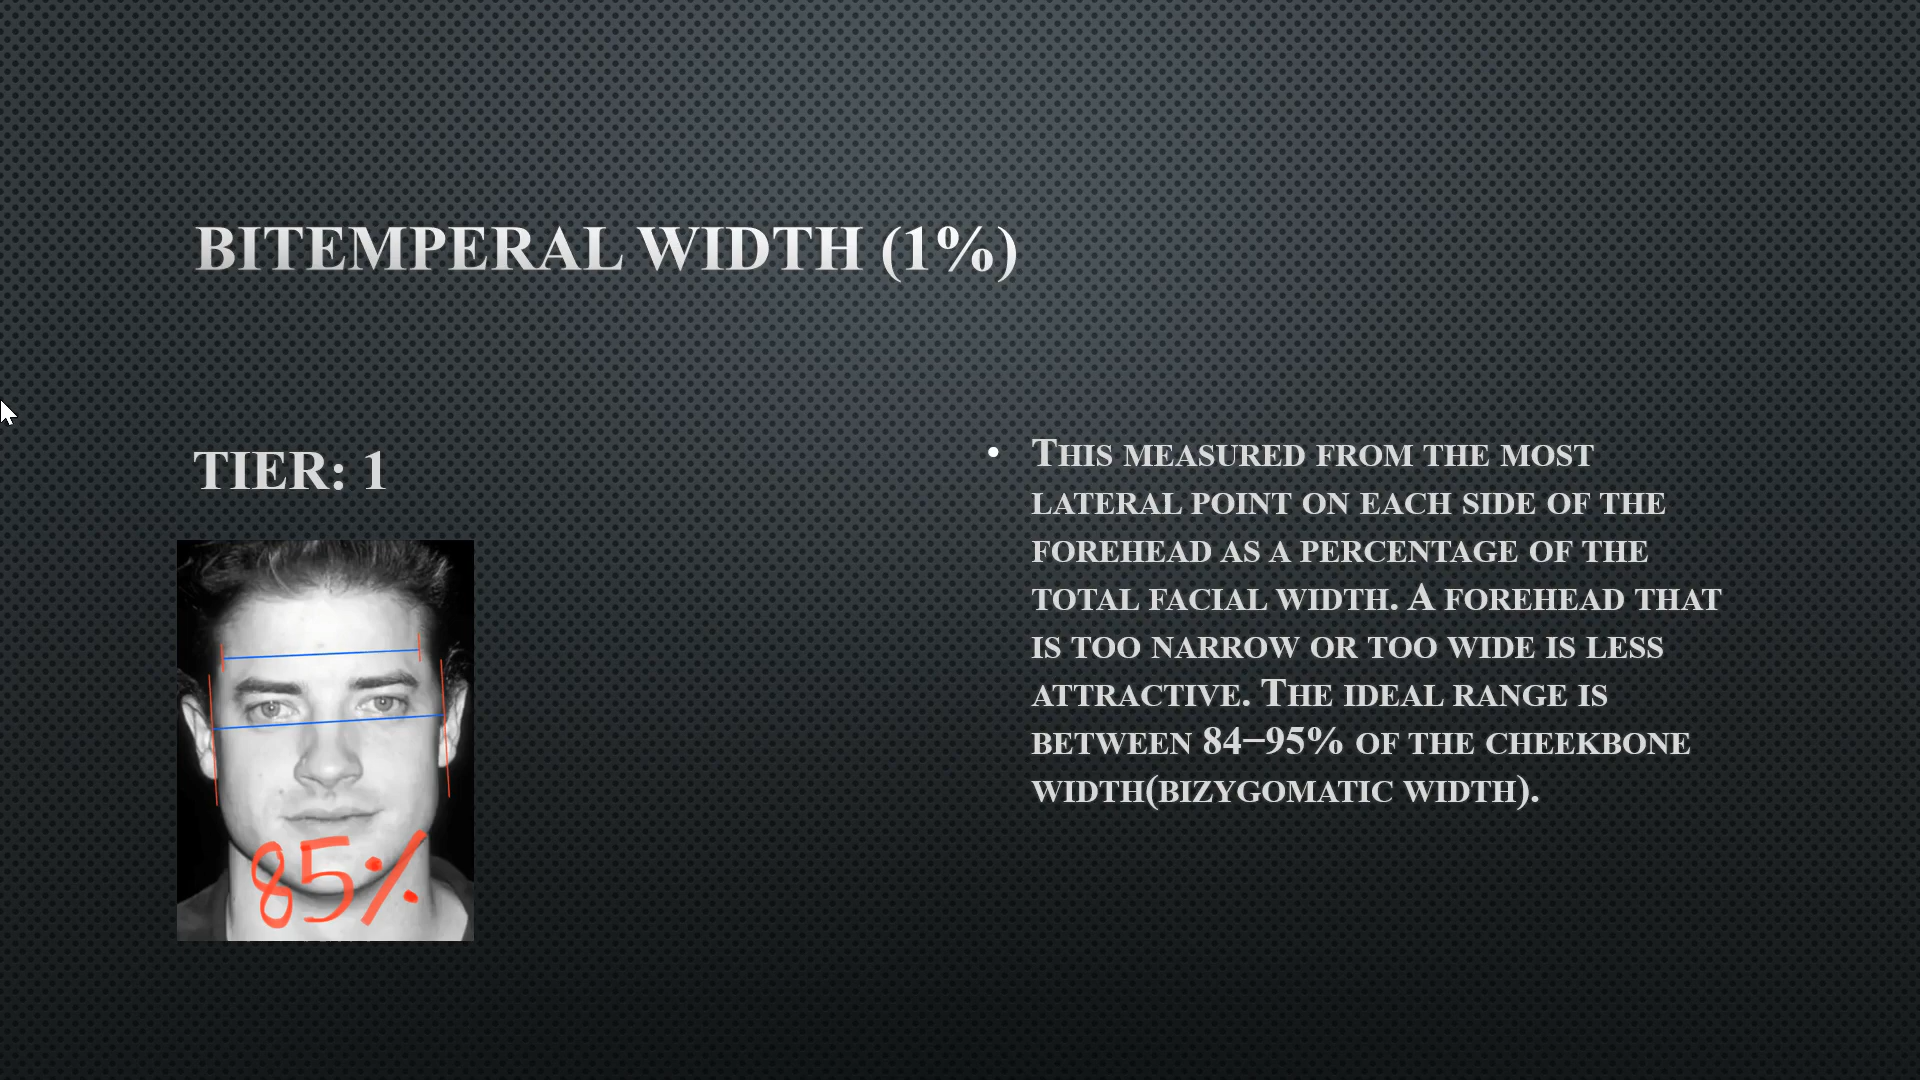 BITEMPERAL WIDTH (1%)
TIER: 1
85%
• THIS MEASURED FROM THE MOST
LATERAL POINT ON EACH SIDE OF THE
FOREHEAD AS A PERCENTAGE OF THE
TOTAL FACIAL WIDTH. A FOREHEAD THAT
IS TOO NARROW OR TOO WIDE IS LESS
ATTRACTIVE. THE IDEAL RANGE IS
BETWEEN 84–95% OF THE CHEEKBONE
WIDTH(BIZYGOMATIC WIDTH).